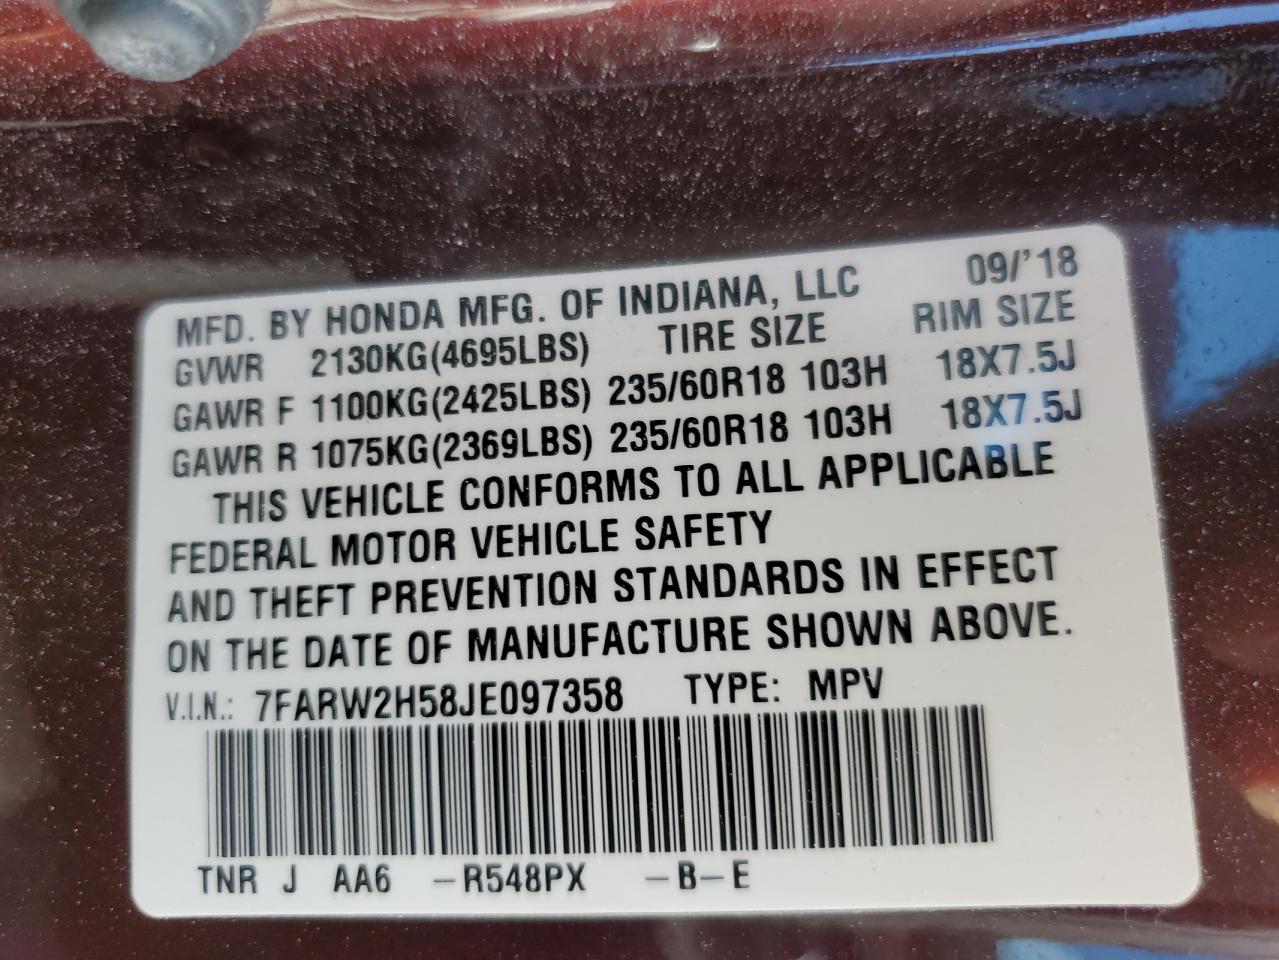 MFD. BY HONDA MFG. OF INDIANA, LLC 09/'18
GVWR 2130KG(4695LBS) TIRE SIZE RIM SIZE
GAWR F 1100KG(2425LBS) 235/60R18 103H 18X7.5J
GAWR R 1075KG(2369LBS) 235/60R18 103H 18X7.5J
THIS VEHICLE CONFORMS TO ALL APPLICABLE
FEDERAL MOTOR VEHICLE SAFETY
AND THEFT PREVENTION STANDARDS IN EFFECT
ON THE DATE OF MANUFACTURE SHOWN ABOVE.
V.I.N.: 7FARW2H58JE097358 TYPE: MPV
TNR J AA6 -R548PX -B-E